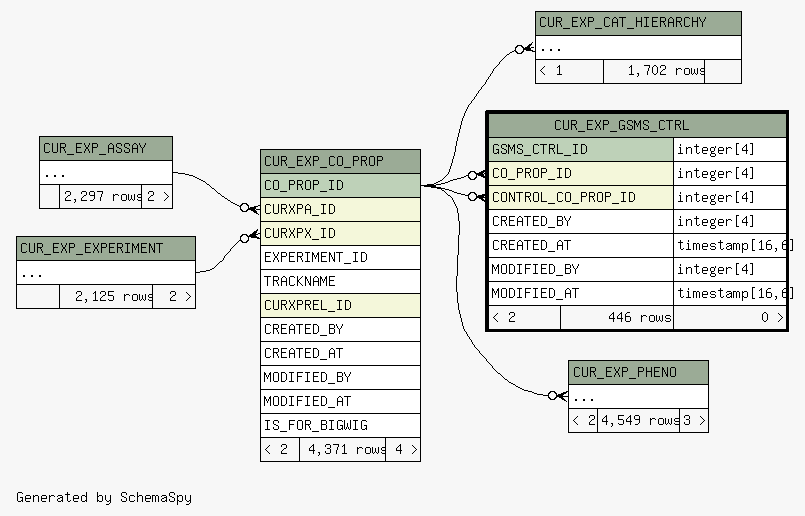 CUR_EXP_CAT_HIERARCHY
...
< 1 1,702 rows
CUR_EXP_ASSAY
...
2,297 rows 2 >
CUR_EXP_EXPERIMENT
...
2,125 rows 2 >
CUR_EXP_CO_PROP
CO_PROP_ID
CURXPA_ID
CURXPX_ID
EXPERIMENT_ID
TRACKNAME
CURXPREL_ID
CREATED_BY
CREATED_AT
MODIFIED_BY
MODIFIED_AT
IS_FOR_BIGWIG
< 2 4,371 rows 4 >
CUR_EXP_GSMS_CTRL
GSMS_CTRL_ID integer[4]
CO_PROP_ID integer[4]
CONTROL_CO_PROP_ID integer[4]
CREATED_BY integer[4]
CREATED_AT timestamp[16,6]
MODIFIED_BY integer[4]
MODIFIED_AT timestamp[16,6]
< 2 446 rows 0 >
CUR_EXP_PHENO
...
< 2 4,549 rows 3 >
Generated by SchemaSpy